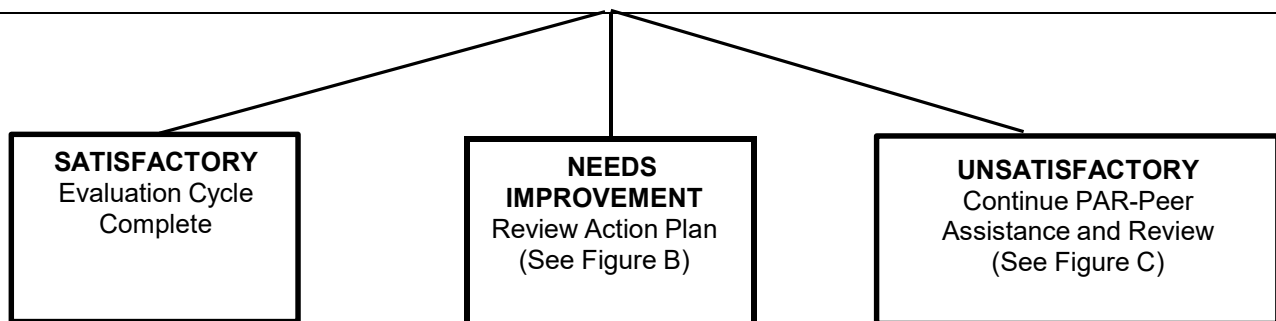 SATISFACTORY
Evaluation Cycle
Complete
NEEDS
IMPROVEMENT
Review Action Plan
(See Figure B)
UNSATISFACTORY
Continue PAR-Peer
Assistance and Review
(See Figure C)